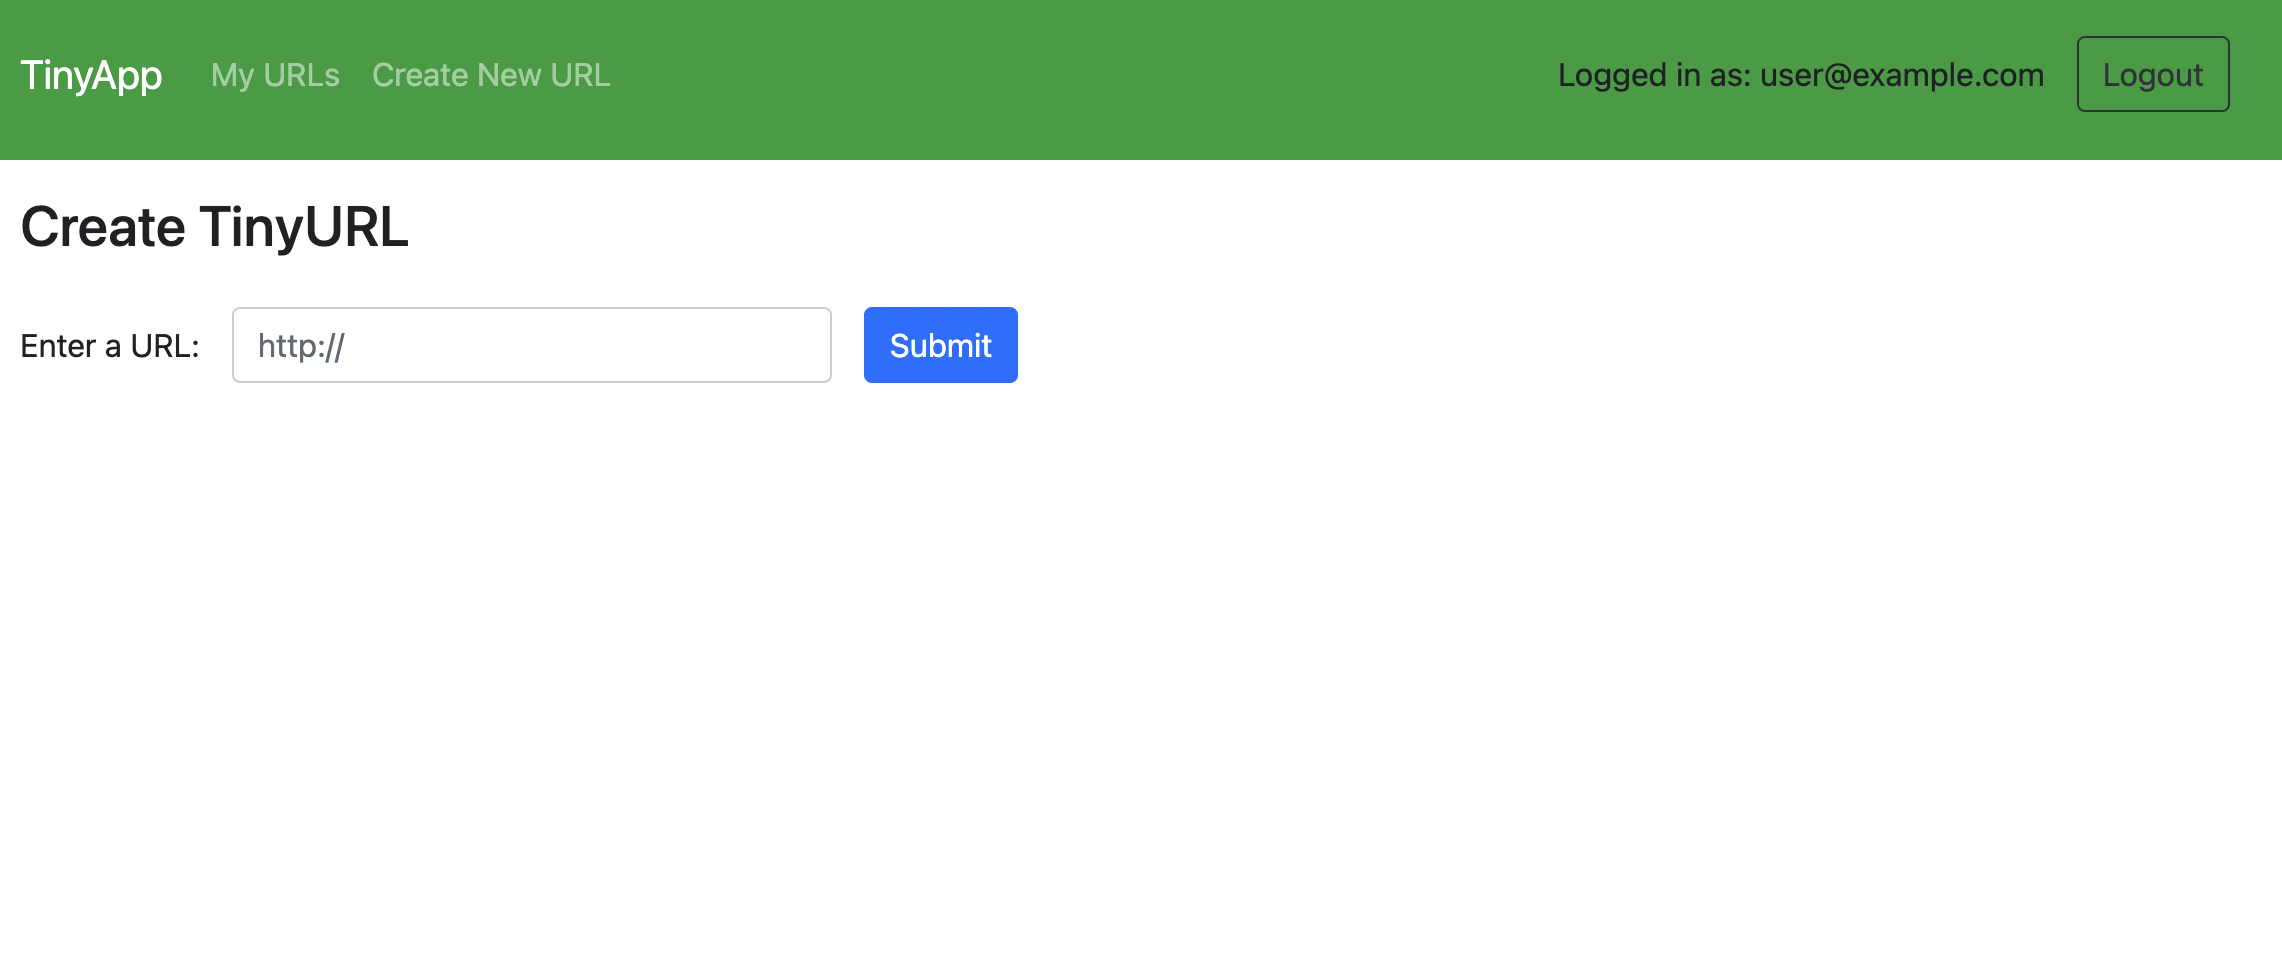 TinyApp My URLs Create New URL Logged in as: user@example.com Logout
Create TinyURL
Enter a URL: http:// Submit